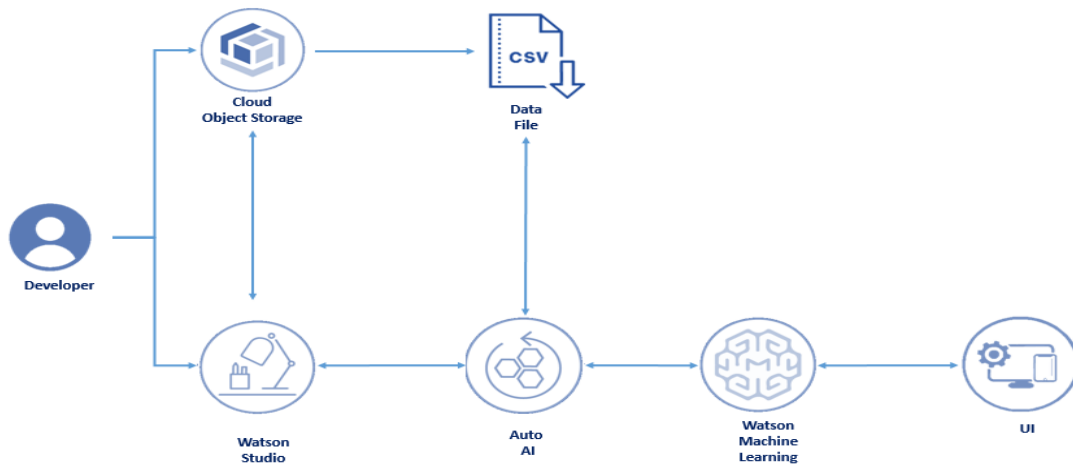 CSV
Cloud
Object Storage
Data
File
Developer
Watson
Studio
Auto
AI
Watson
Machine
Learning
UI